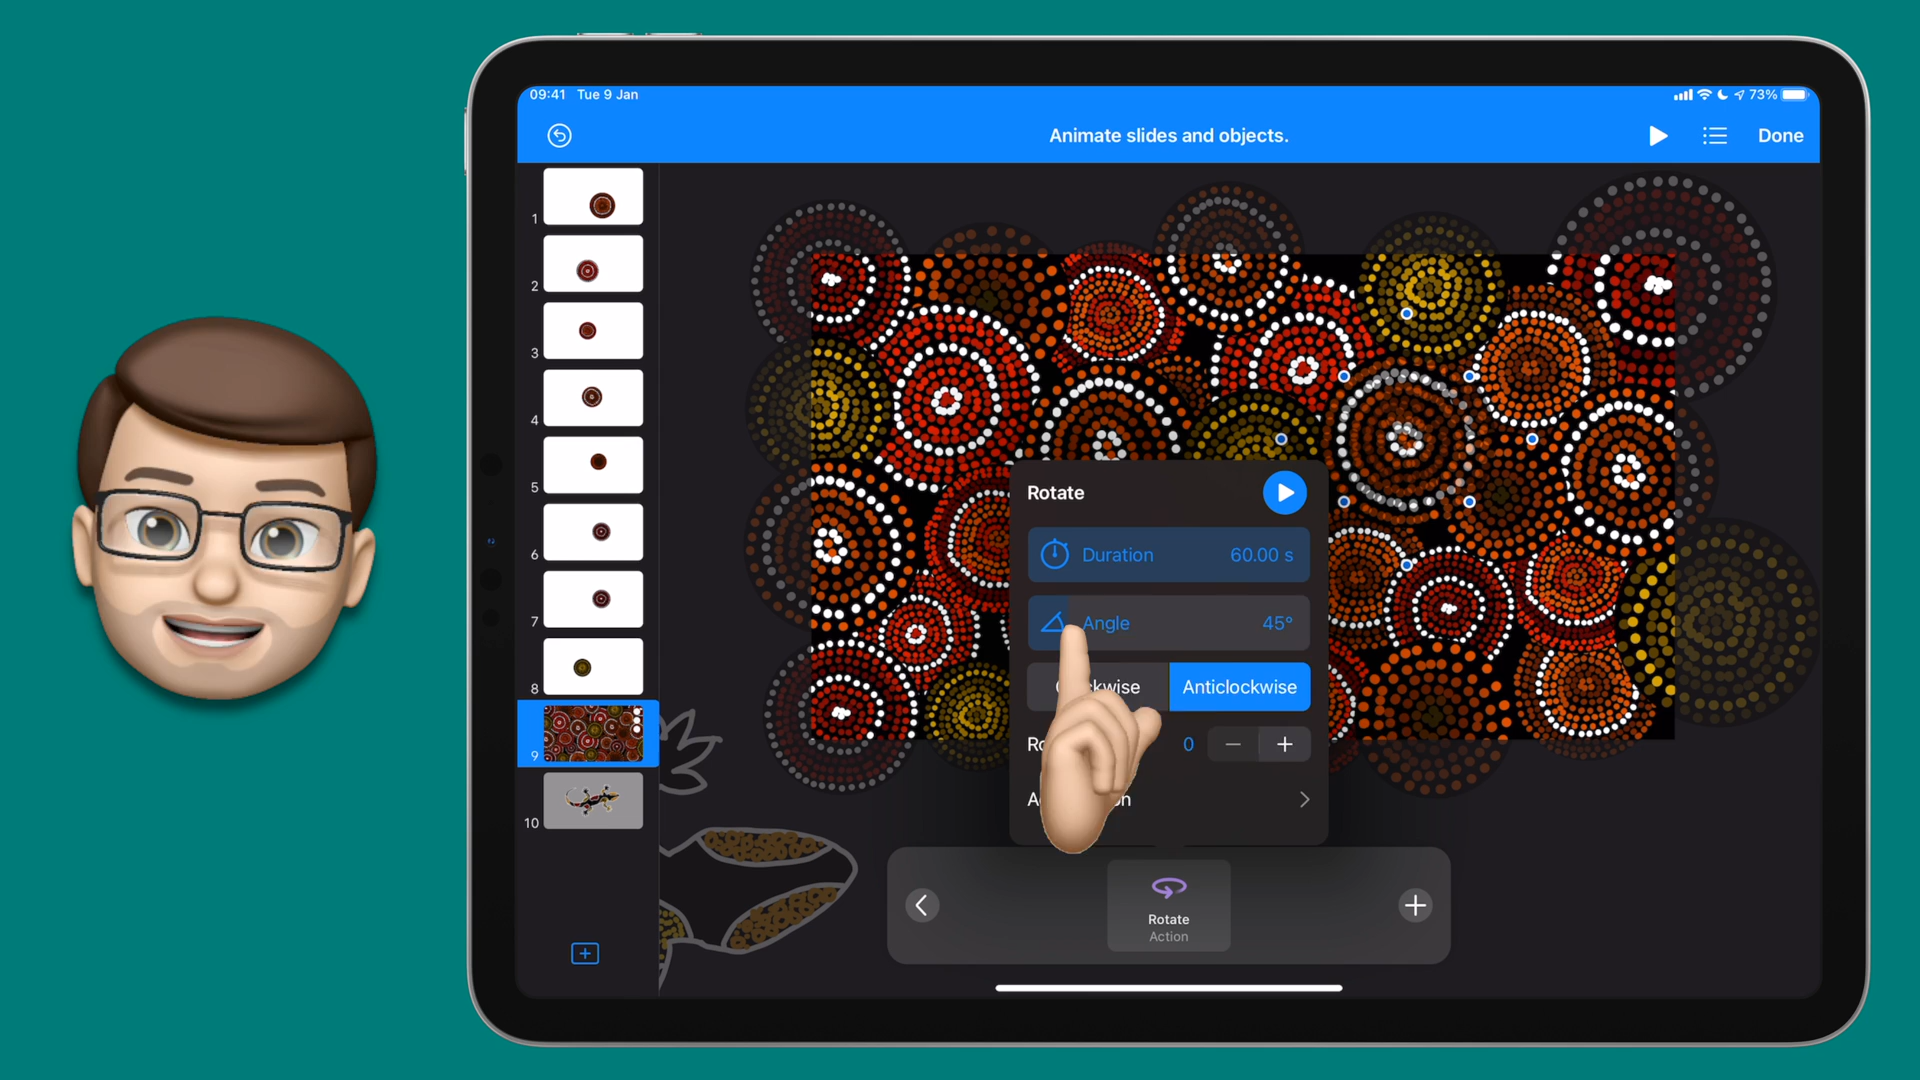 09:41 Tue 9 Jan
73%
Animate slides and objects.
Done
1
2
3
4
5
6
7
8
9
10
Rotate
Duration 60.00 s
Angle 45°
Anticlockwise
0
Rotate
Action